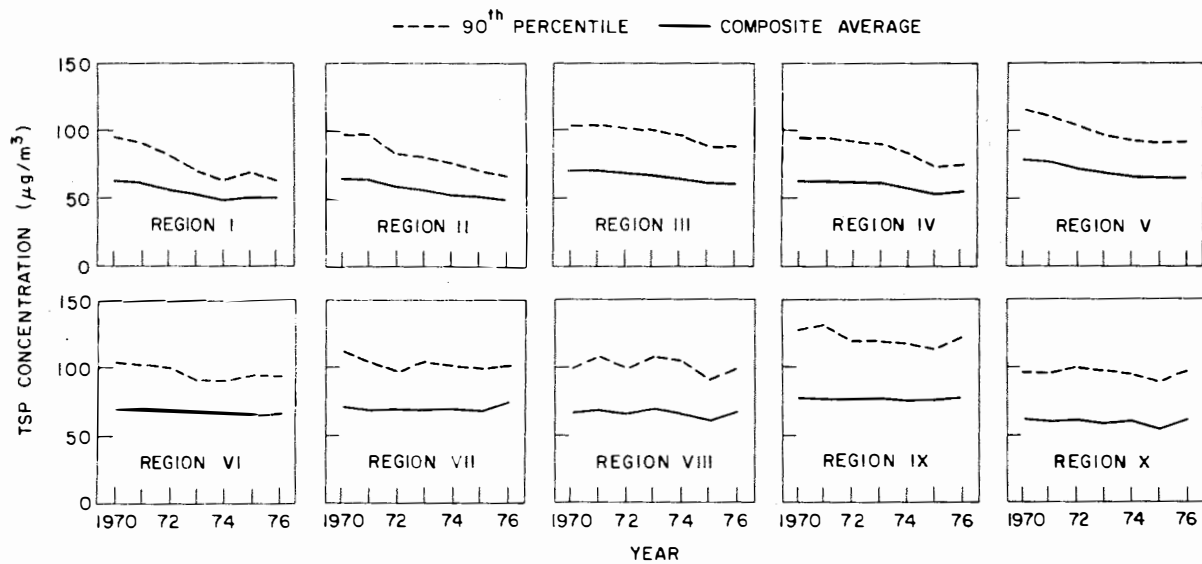 90th PERCENTILE COMPOSITE AVERAGE
TSP CONCENTRATION (μg/m³)
150
100
50
0
REGION I
REGION II
REGION III
REGION IV
REGION V
150
100
50
0
REGION VI
REGION VII
REGION VIII
REGION IX
REGION X
1970 72 74 76
1970 72 74 76
1970 72 74 76
1970 72 74 76
1970 72 74 76
YEAR